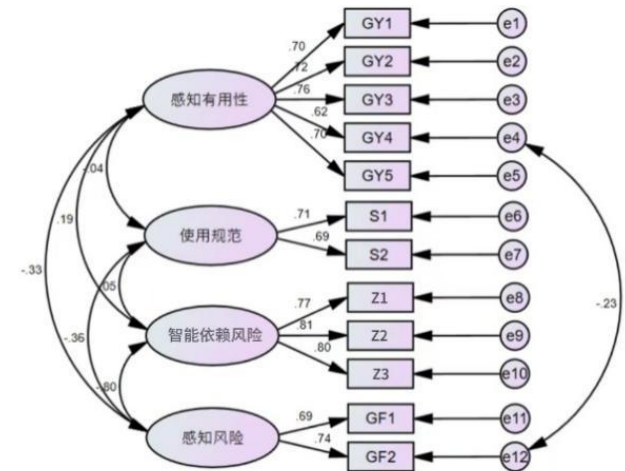 GY1
e1
.70
GY2
e2
.72
GY3
e3
.76
感知有用性
.62
GY4
e4
.70
GY5
e5
.04
S1
e6
.71
使用规范
.19
.69
S2
e7
-.33
.05
Z1
e8
.77
-.23
智能依赖风险
.81
Z2
e9
-.36
.80
Z3
e10
.80
GF1
e11
.69
感知风险
.74
GF2
e12